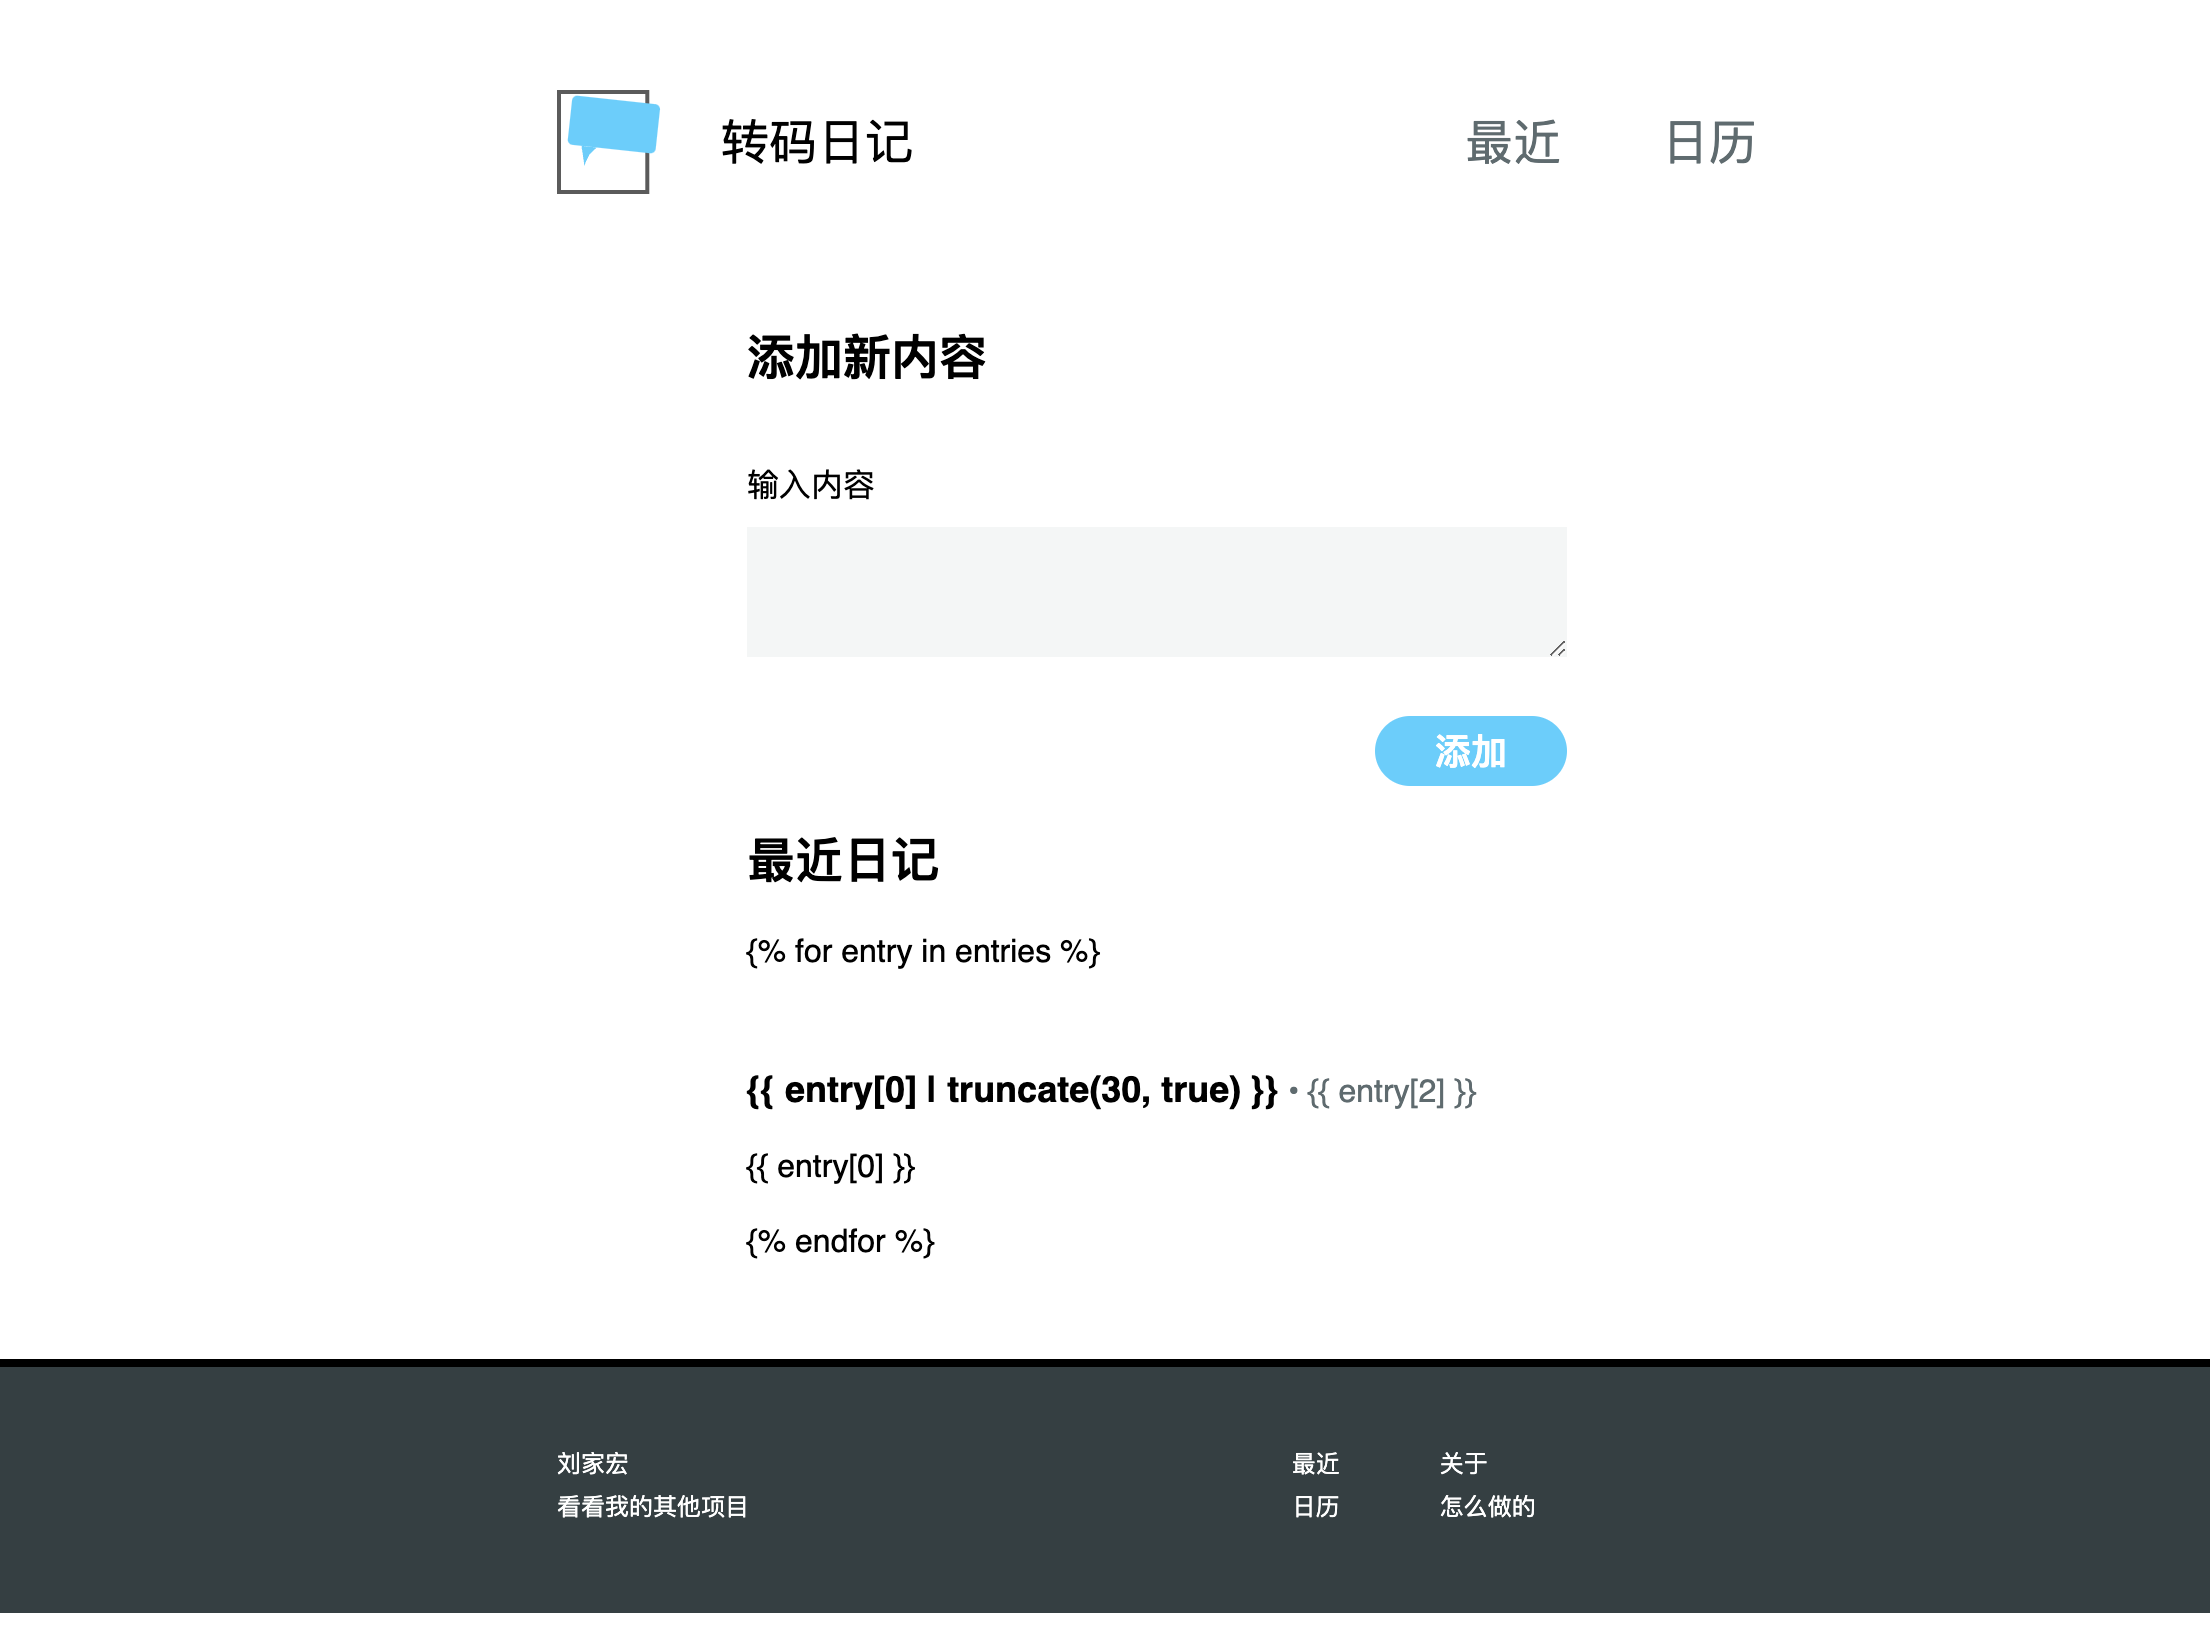 转码日记
最近 日历
添加新内容
输入内容
添加
最近日记
{% for entry in entries %}
{{ entry[0] | truncate(30, true) }} • {{ entry[2] }}
{{ entry[0] }}
{% endfor %}
刘家宏 最近 关于
看看我的其他项目 日历 怎么做的